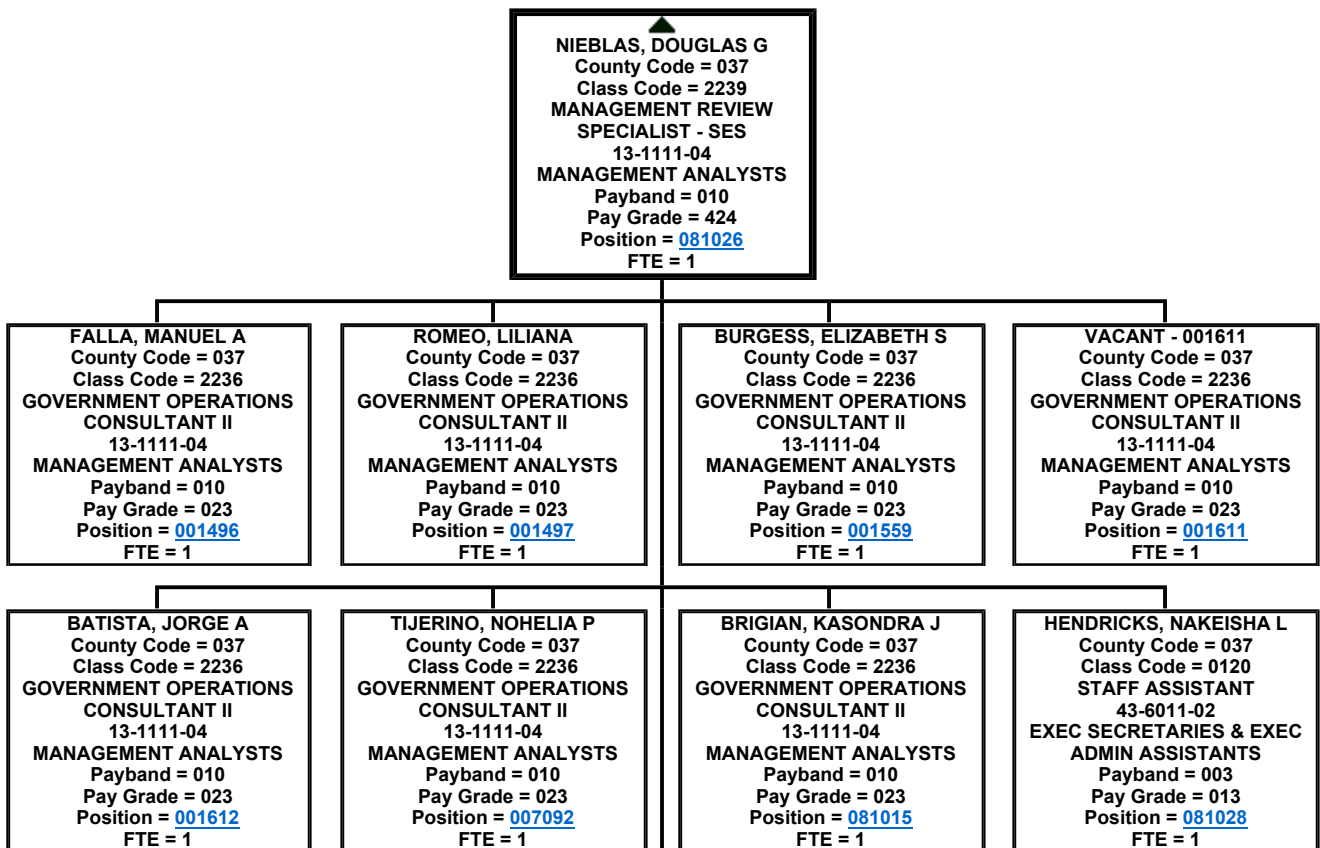 NIEBLAS, DOUGLAS G
County Code = 037
Class Code = 2239
MANAGEMENT REVIEW
SPECIALIST - SES
13-1111-04
MANAGEMENT ANALYSTS
Payband = 010
Pay Grade = 424
Position = 081026
FTE = 1
FALLA, MANUEL A
County Code = 037
Class Code = 2236
GOVERNMENT OPERATIONS
CONSULTANT II
13-1111-04
MANAGEMENT ANALYSTS
Payband = 010
Pay Grade = 023
Position = 001496
FTE = 1
ROMEO, LILIANA
County Code = 037
Class Code = 2236
GOVERNMENT OPERATIONS
CONSULTANT II
13-1111-04
MANAGEMENT ANALYSTS
Payband = 010
Pay Grade = 023
Position = 001497
FTE = 1
BURGESS, ELIZABETH S
County Code = 037
Class Code = 2236
GOVERNMENT OPERATIONS
CONSULTANT II
13-1111-04
MANAGEMENT ANALYSTS
Payband = 010
Pay Grade = 023
Position = 001559
FTE = 1
VACANT - 001611
County Code = 037
Class Code = 2236
GOVERNMENT OPERATIONS
CONSULTANT II
13-1111-04
MANAGEMENT ANALYSTS
Payband = 010
Pay Grade = 023
Position = 001611
FTE = 1
BATISTA, JORGE A
County Code = 037
Class Code = 2236
GOVERNMENT OPERATIONS
CONSULTANT II
13-1111-04
MANAGEMENT ANALYSTS
Payband = 010
Pay Grade = 023
Position = 001612
FTE = 1
TIJERINO, NOHELIA P
County Code = 037
Class Code = 2236
GOVERNMENT OPERATIONS
CONSULTANT II
13-1111-04
MANAGEMENT ANALYSTS
Payband = 010
Pay Grade = 023
Position = 007092
FTE = 1
BRIGIAN, KASONDRA J
County Code = 037
Class Code = 2236
GOVERNMENT OPERATIONS
CONSULTANT II
13-1111-04
MANAGEMENT ANALYSTS
Payband = 010
Pay Grade = 023
Position = 081015
FTE = 1
HENDRICKS, NAKEISHA L
County Code = 037
Class Code = 0120
STAFF ASSISTANT
43-6011-02
EXEC SECRETARIES & EXEC
ADMIN ASSISTANTS
Payband = 003
Pay Grade = 013
Position = 081028
FTE = 1